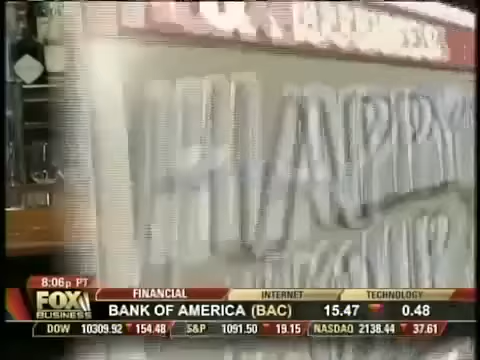 HAPPY
8:06p PT
FINANCIAL INTERNET TECHNOLOGY
FOX
BUSINESS
BANK OF AMERICA (BAC) 15.47 0.48
DOW 10309.92 154.48 S&P 1091.50 19.15 NASDAQ 2138.44 37.61